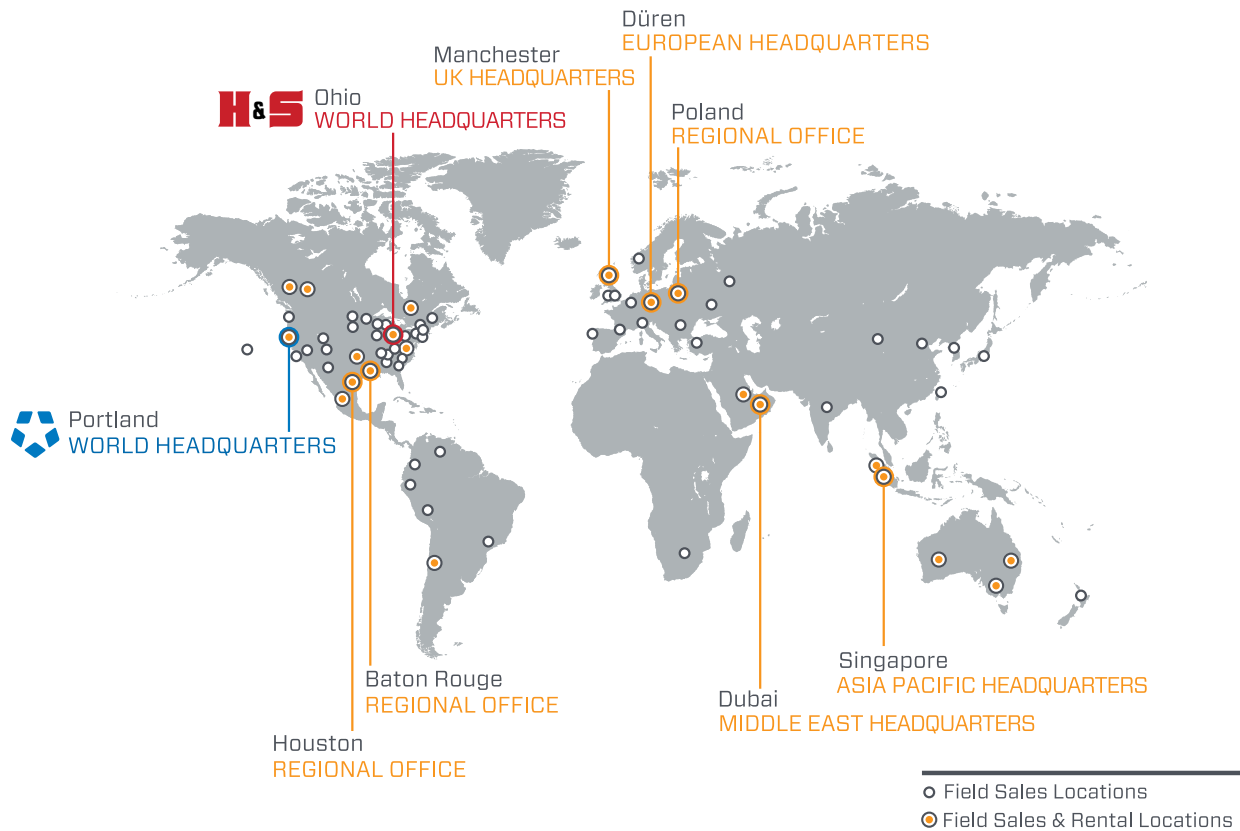 Düren
EUROPEAN HEADQUARTERS
Manchester
UK HEADQUARTERS
H&S
Ohio
WORLD HEADQUARTERS
Poland
REGIONAL OFFICE
Portland
WORLD HEADQUARTERS
Baton Rouge
REGIONAL OFFICE
Houston
REGIONAL OFFICE
Singapore
ASIA PACIFIC HEADQUARTERS
Dubai
MIDDLE EAST HEADQUARTERS
Field Sales Locations
Field Sales & Rental Locations